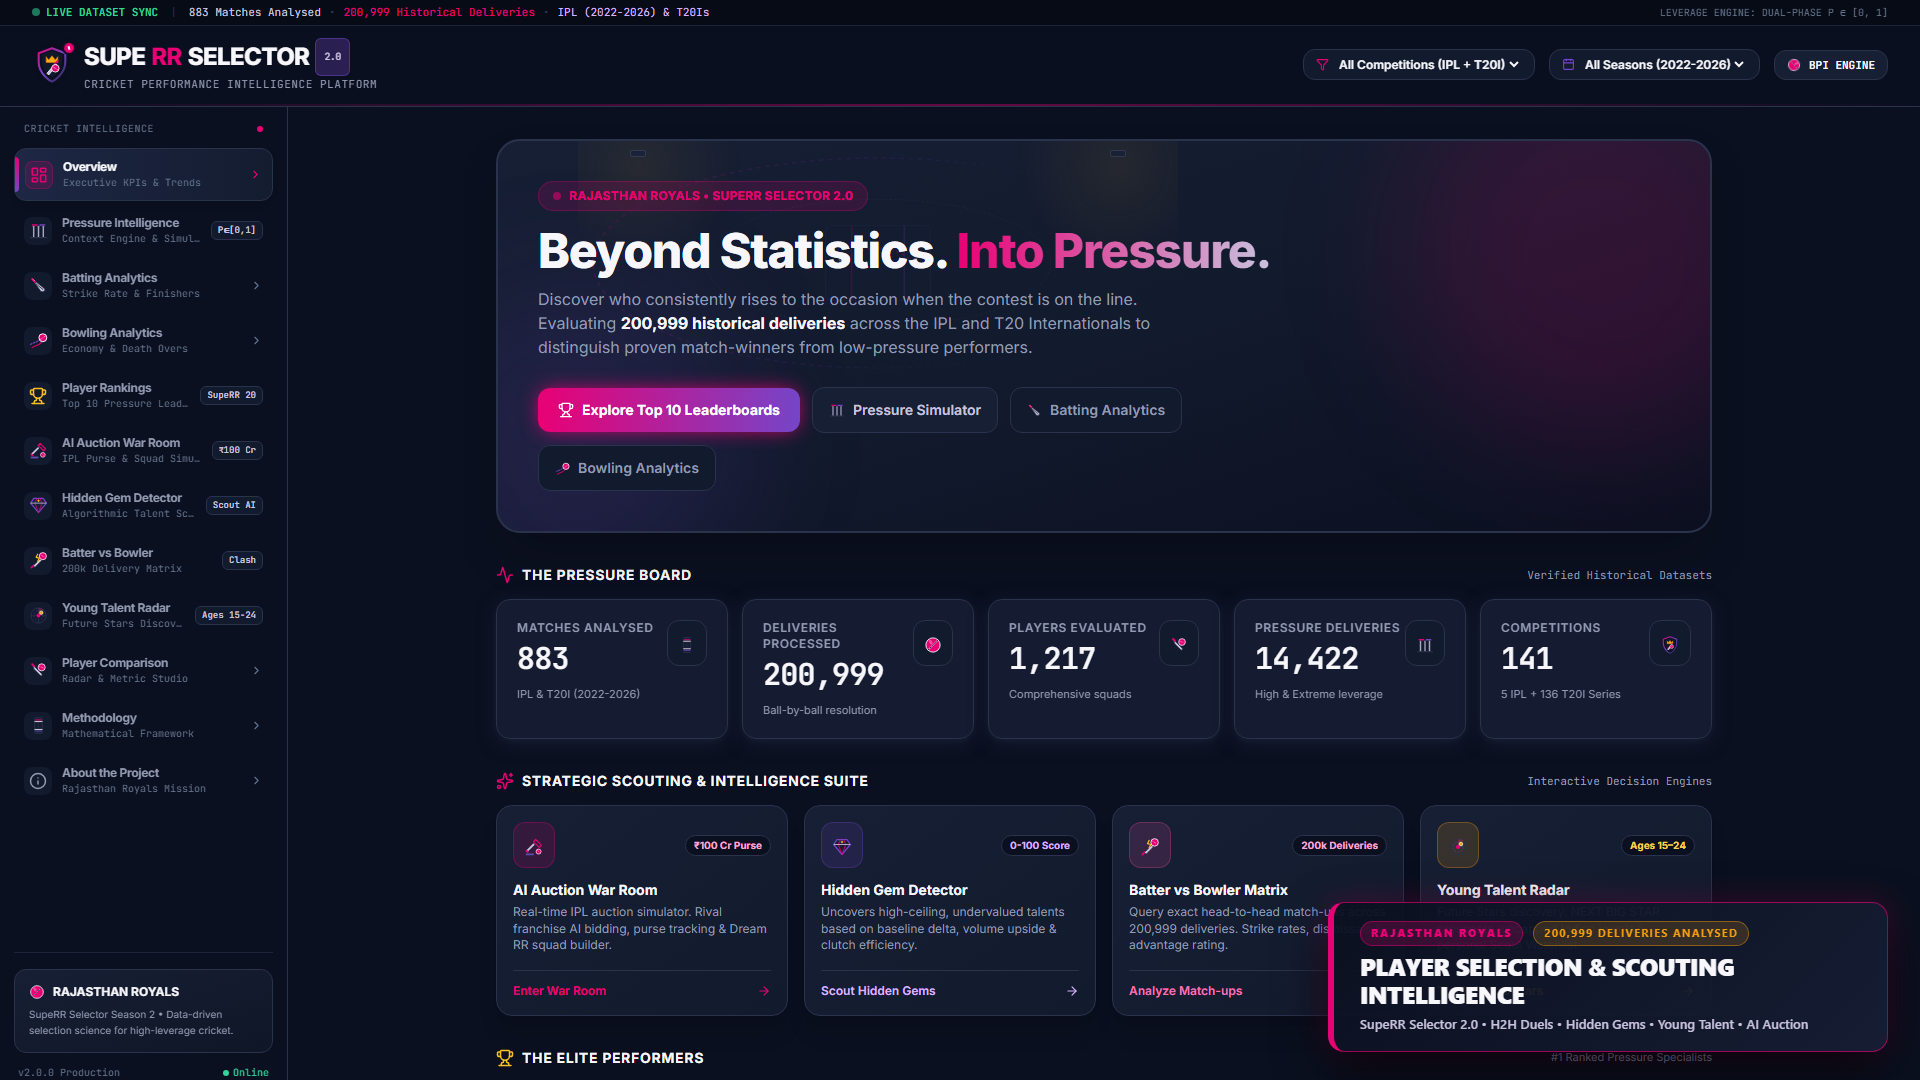 LIVE DATASET SYNC | 883 Matches Analysed · 200,999 Historical Deliveries · IPL (2022-2026) & T20Is
LEVERAGE ENGINE: DUAL-PHASE P ∈ [0, 1]
SUPE RR SELECTOR 2.0
CRICKET PERFORMANCE INTELLIGENCE PLATFORM
All Competitions (IPL + T20I)
All Seasons (2022-2026)
BPI ENGINE
CRICKET INTELLIGENCE
Overview
Executive KPIs & Trends
Pressure Intelligence
Context Engine & Simul…
P∈[0,1]
Batting Analytics
Strike Rate & Finishers
Bowling Analytics
Economy & Death Overs
Player Rankings
Top 10 Pressure Lead…
SupeRR 20
AI Auction War Room
IPL Purse & Squad Simu…
₹100 Cr
Hidden Gem Detector
Algorithmic Talent Sc…
Scout AI
Batter vs Bowler
200k Delivery Matrix
Clash
Young Talent Radar
Future Stars Discov…
Ages 15-24
Player Comparison
Radar & Metric Studio
Methodology
Mathematical Framework
About the Project
Rajasthan Royals Mission
RAJASTHAN ROYALS
SupeRR Selector Season 2 • Data-driven
selection science for high-leverage cricket.
v2.0.0 Production
Online
RAJASTHAN ROYALS • SUPERR SELECTOR 2.0
Beyond Statistics. Into Pressure.
Discover who consistently rises to the occasion when the contest is on the line.
Evaluating 200,999 historical deliveries across the IPL and T20 Internationals to
distinguish proven match-winners from low-pressure performers.
Explore Top 10 Leaderboards
Pressure Simulator
Batting Analytics
Bowling Analytics
THE PRESSURE BOARD
Verified Historical Datasets
MATCHES ANALYSED
883
IPL & T20I (2022-2026)
DELIVERIES
PROCESSED
200,999
Ball-by-ball resolution
PLAYERS EVALUATED
1,217
Comprehensive squads
PRESSURE DELIVERIES
14,422
High & Extreme leverage
COMPETITIONS
141
5 IPL + 136 T20I Series
STRATEGIC SCOUTING & INTELLIGENCE SUITE
Interactive Decision Engines
₹100 Cr Purse
AI Auction War Room
Real-time IPL auction simulator. Rival
franchise AI bidding, purse tracking & Dream
RR squad builder.
Enter War Room
0-100 Score
Hidden Gem Detector
Uncovers high-ceiling, undervalued talents
based on baseline delta, volume upside &
clutch efficiency.
Scout Hidden Gems
200k Deliveries
Batter vs Bowler Matrix
Query exact head-to-head match-u
200,999 deliveries. Strike rates, dis
advantage rating.
Analyze Match-ups
Ages 15-24
Young Talent Radar
RAJASTHAN ROYALS
200,999 DELIVERIES ANALYSED
PLAYER SELECTION & SCOUTING
INTELLIGENCE
SupeRR Selector 2.0 • H2H Duels • Hidden Gems • Young Talent • AI Auction
THE ELITE PERFORMERS
#1 Ranked Pressure Specialists